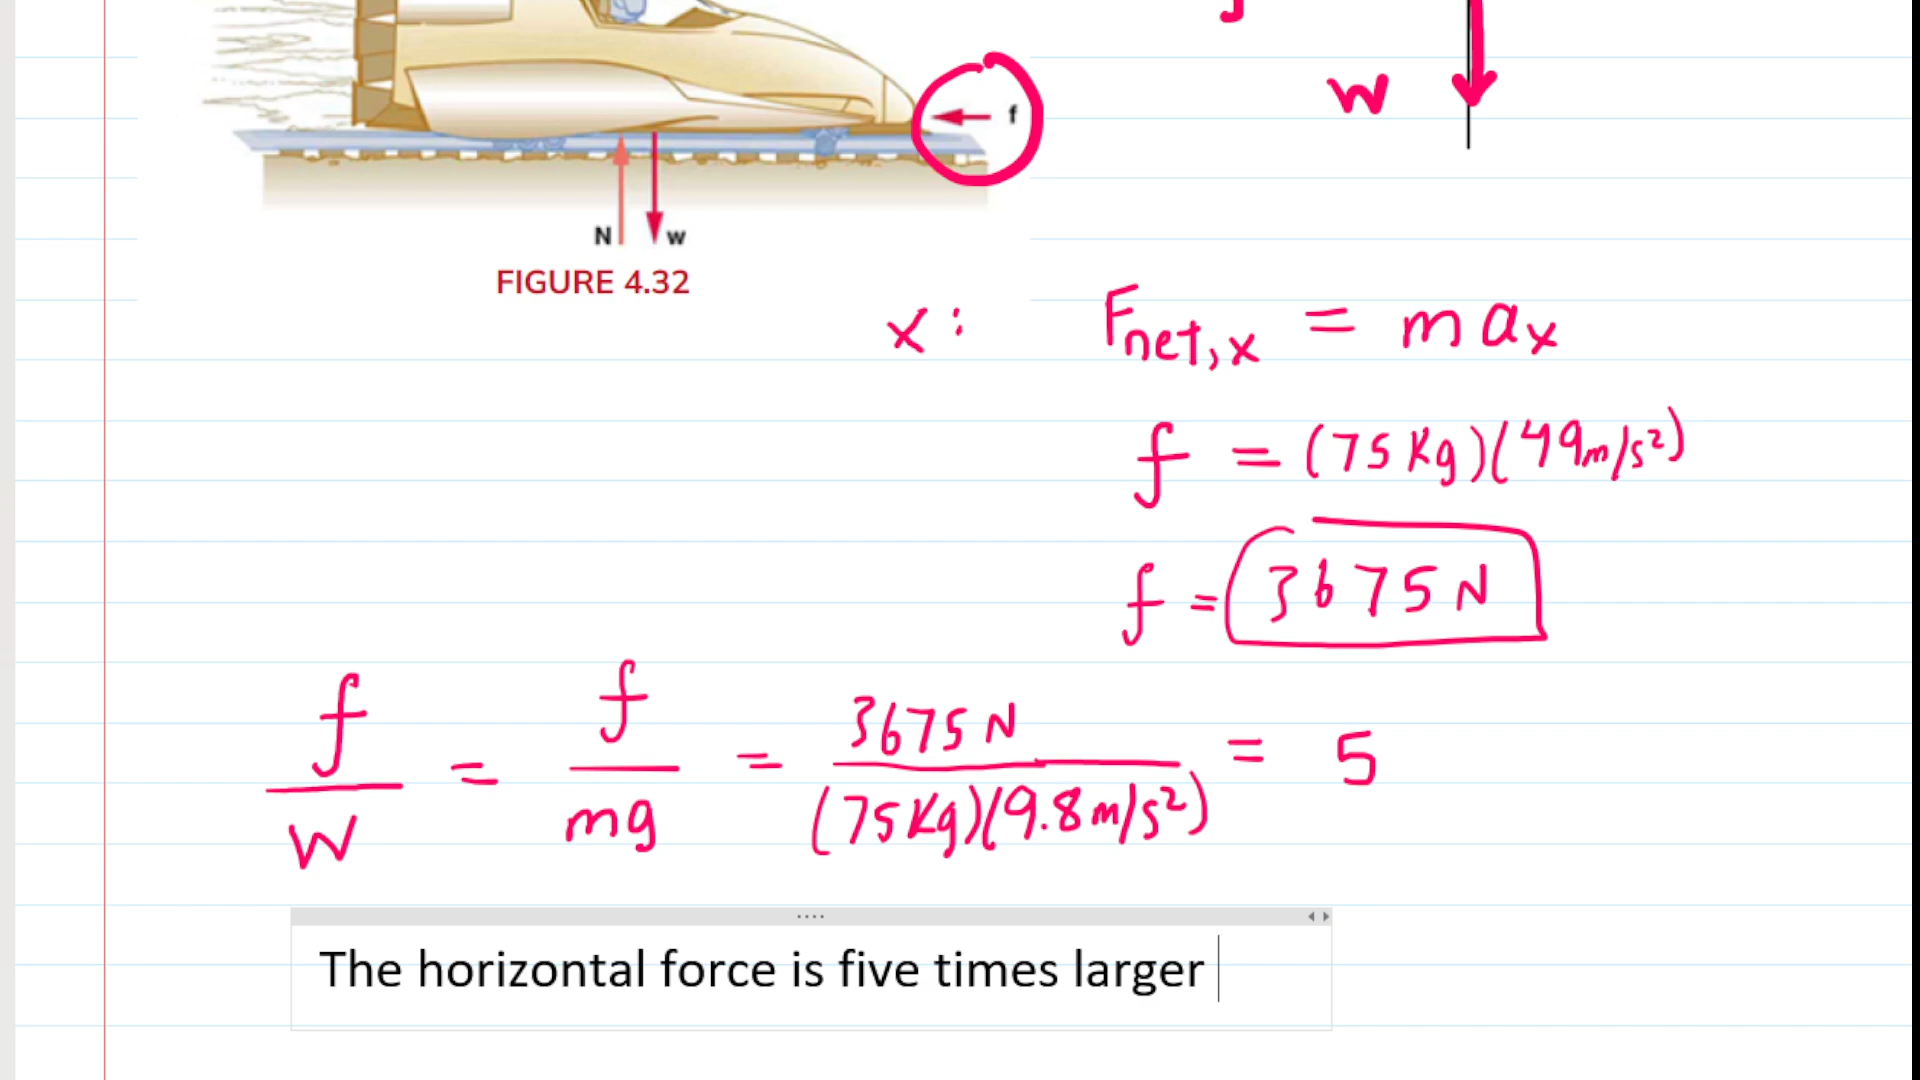 f
w
N w
FIGURE 4.32
x: Fnet,x = max
f = (75 Kg)(49m/s²)
f = 3675 N
f/w = f/mg = 3675 N/(75 Kg)(9.8 m/s²) = 5
The horizontal force is five times larger